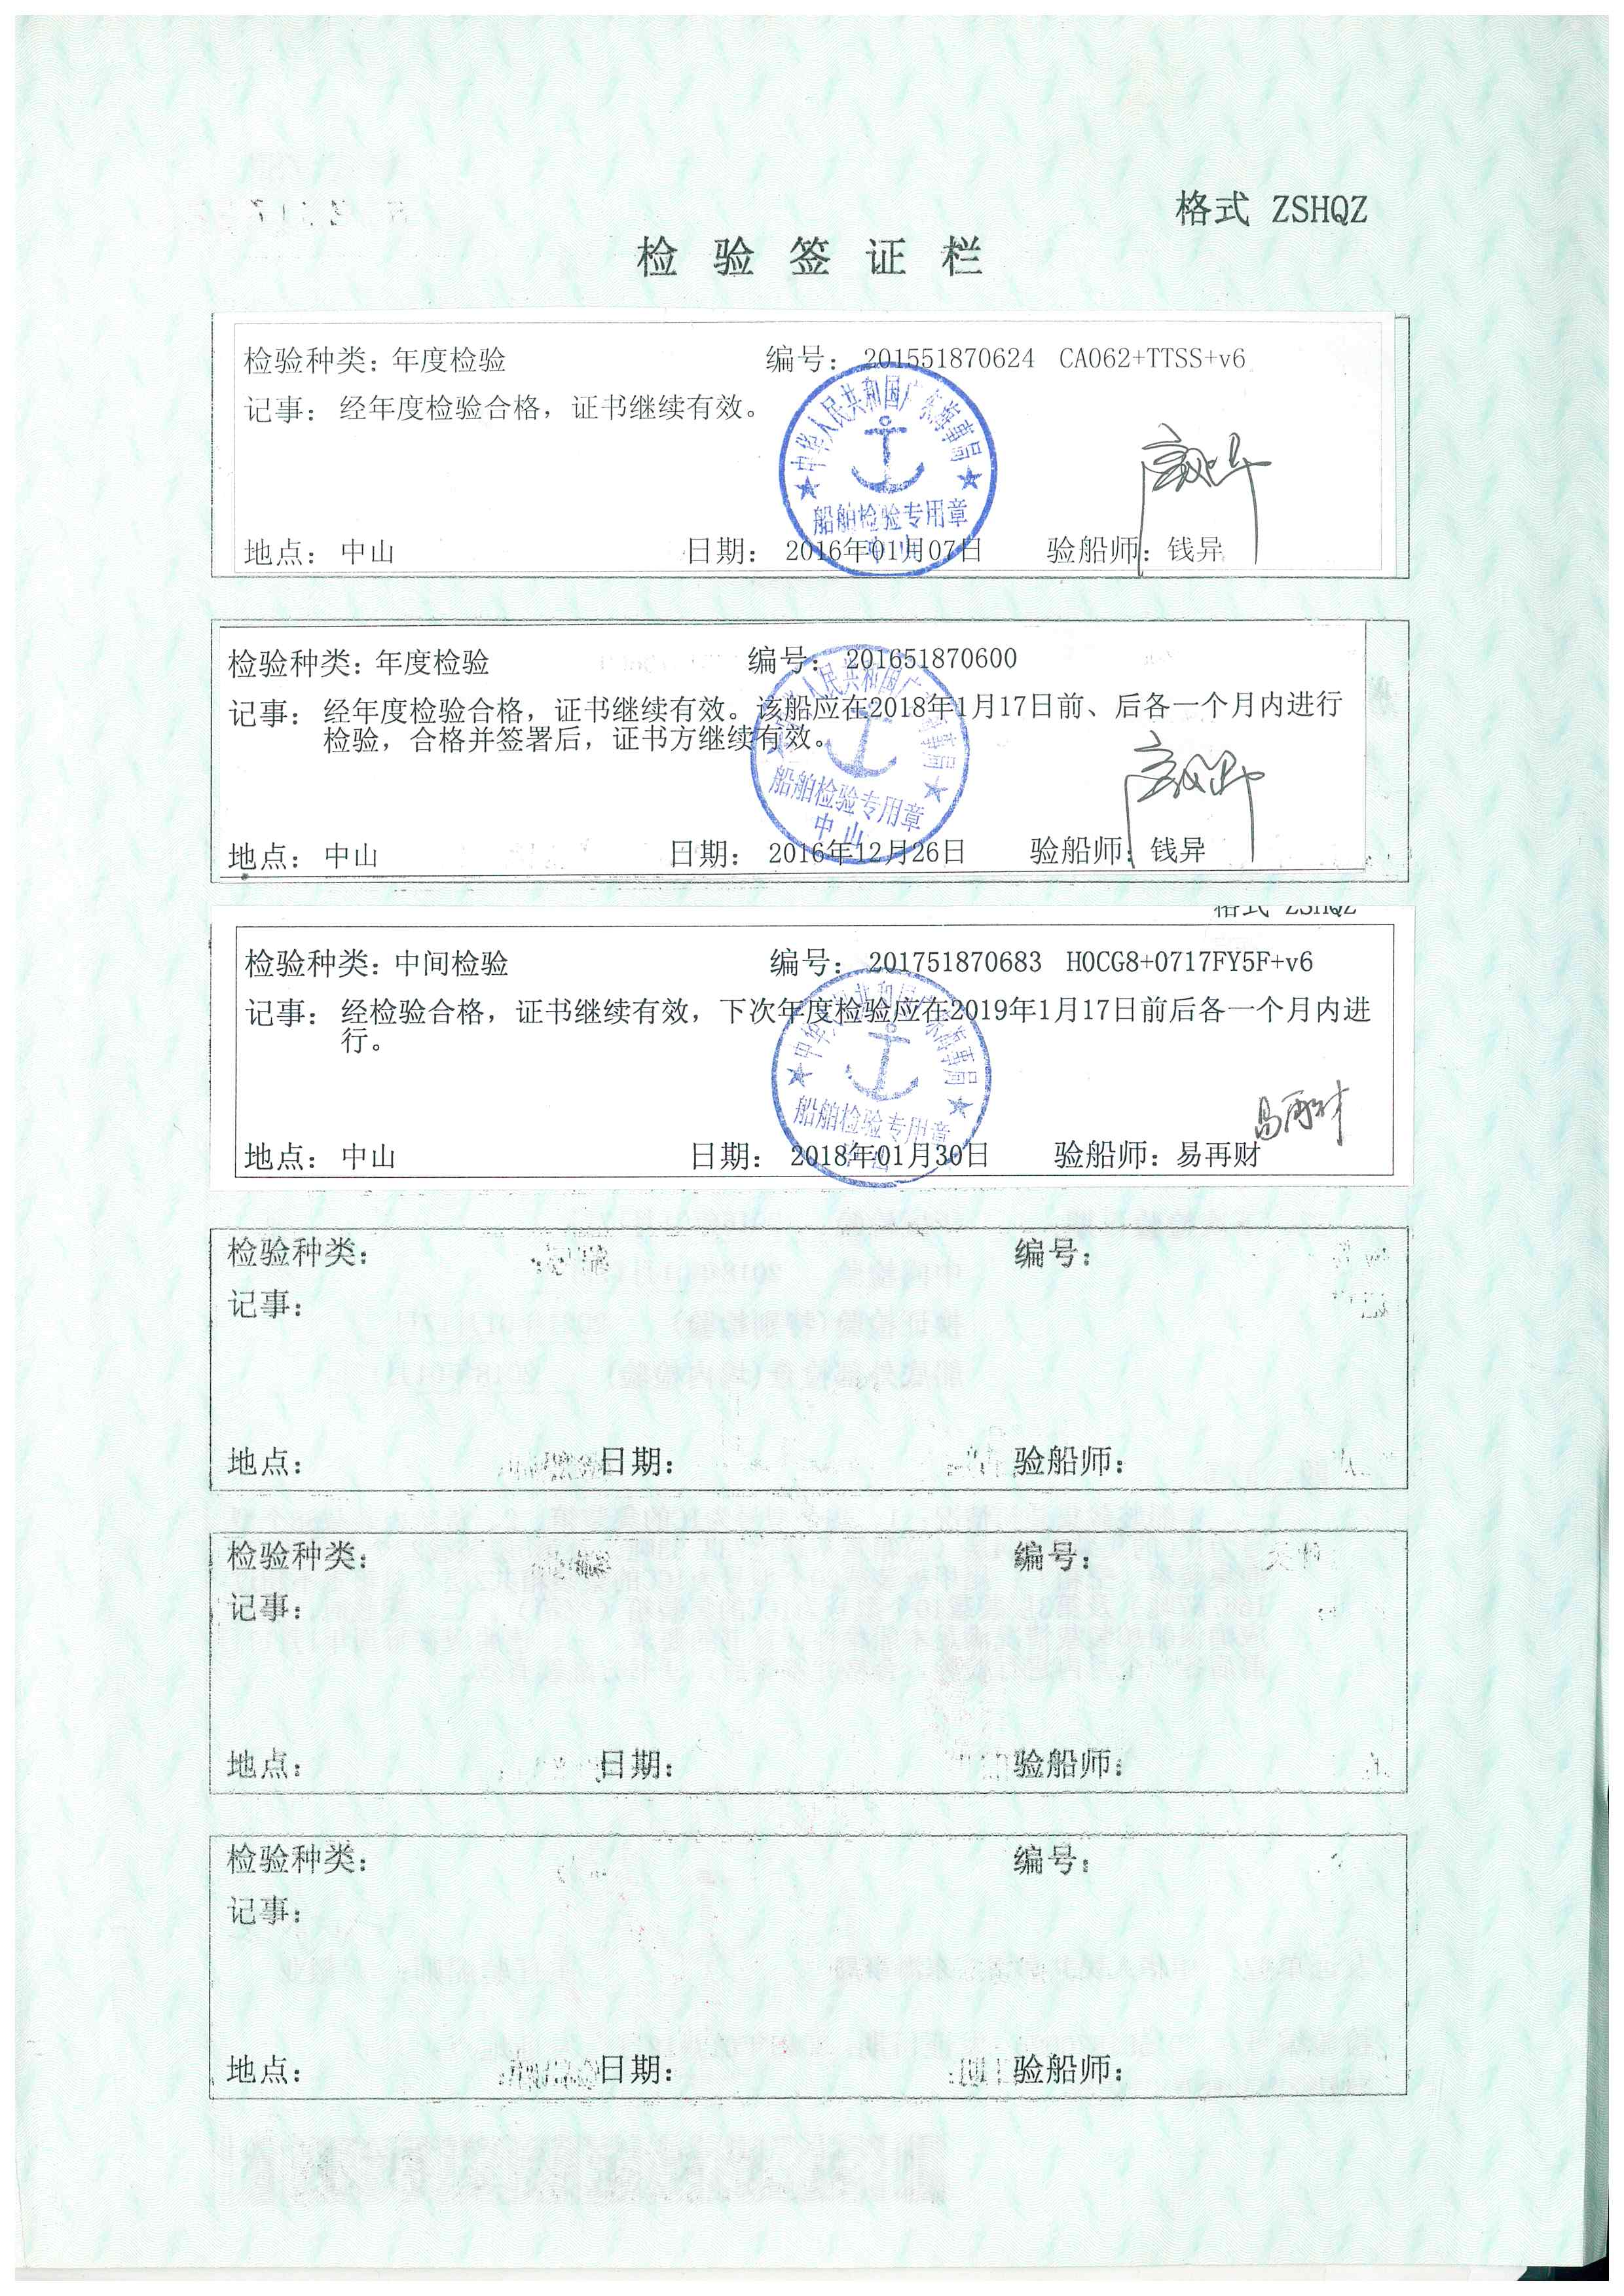 格式 ZSHQZ
检验签证栏
检验种类：年度检验 编号：201551870624 CA062+TTSS+v6
记事：经年度检验合格，证书继续有效。
中华人民共和国广东海事局
船舶检验专用章
中山
地点：中山 日期：2016年01月07日 验船师：钱异
检验种类：年度检验 编号：201651870600
记事：经年度检验合格，证书继续有效。该船应在2018年1月17日前、后各一个月内进行
检验，合格并签署后，证书方继续有效。
船舶检验专用章
中山
地点：中山 日期：2016年12月26日 验船师：钱异
格式 ZSHQZ
检验种类：中间检验 编号：201751870683 H0CG8+0717FY5F+v6
记事：经检验合格，证书继续有效，下次年度检验应在2019年1月17日前后各一个月内进
行。
中华人民共和国广东海事局
船舶检验专用章
中山
易再财
地点：中山 日期：2018年01月30日 验船师：易再财
检验种类： 编号：
记事：
地点： 日期： 验船师：
检验种类： 编号：
记事：
地点： 日期： 验船师：
检验种类： 编号：
记事：
地点： 日期： 验船师：